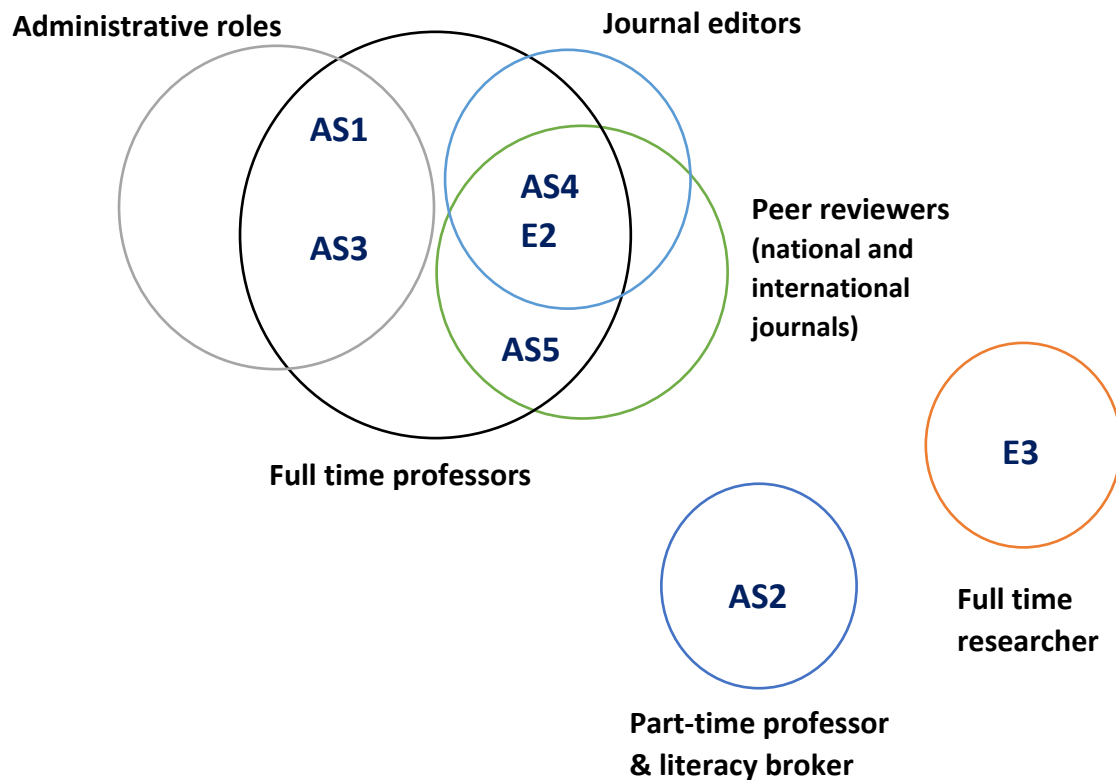 Administrative roles
Journal editors
AS1
AS4
E2
AS3
Peer reviewers
(national and
international
journals)
AS5
Full time professors
E3
AS2
Full time
researcher
Part-time professor
& literacy broker